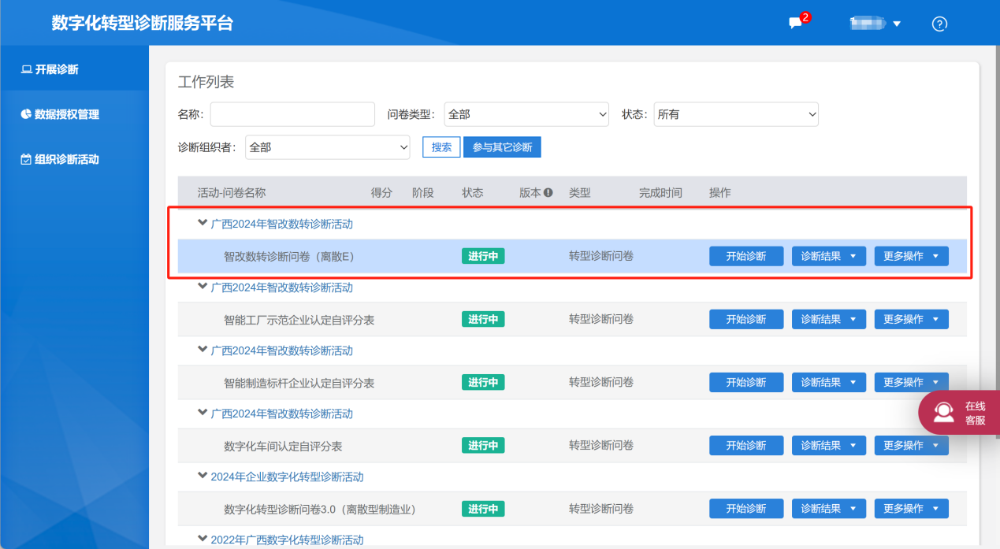 数字化转型诊断服务平台
2
开展诊断
数据授权管理
组织诊断活动
工作列表
名称: 问卷类型: 全部 状态: 所有
诊断组织者: 全部 搜索 参与其它诊断
活动-问卷名称 得分 阶段 状态 版本 类型 完成时间 操作
广西2024年智改数转诊断活动
智改数转诊断问卷（离散E） 进行中 转型诊断问卷 开始诊断 诊断结果 更多操作
广西2024年智改数转诊断活动
智能工厂示范企业认定自评分表 进行中 转型诊断问卷 开始诊断 诊断结果 更多操作
广西2024年智改数转诊断活动
智能制造标杆企业认定自评分表 进行中 转型诊断问卷 开始诊断 诊断结果 更多操作
广西2024年智改数转诊断活动
数字化车间认定自评分表 进行中 转型诊断问卷 开始诊断 诊断结果 更多操作
2024年企业数字化转型诊断活动
数字化转型诊断问卷3.0（离散型制造业） 进行中 转型诊断问卷 开始诊断 诊断结果 更多操作
2022年广西数字化转型诊断活动
在线
客服